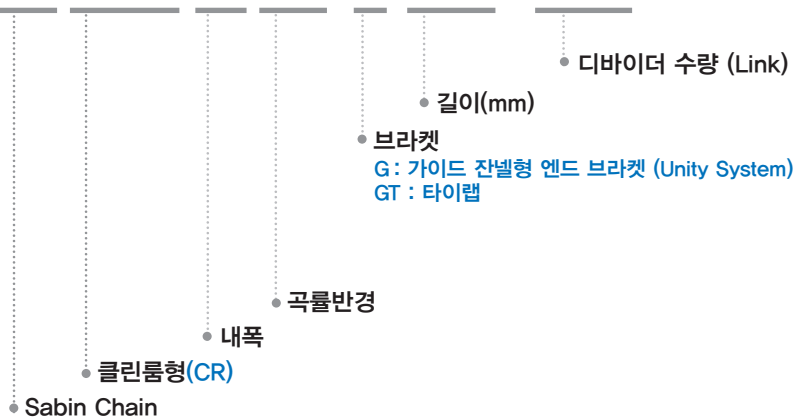 디바이더 수량 (Link)
길이(mm)
브라켓
G : 가이드 잔넬형 엔드 브라켓 (Unity System)
GT : 타이랩
곡률반경
내폭
클린룸형(CR)
Sabin Chain